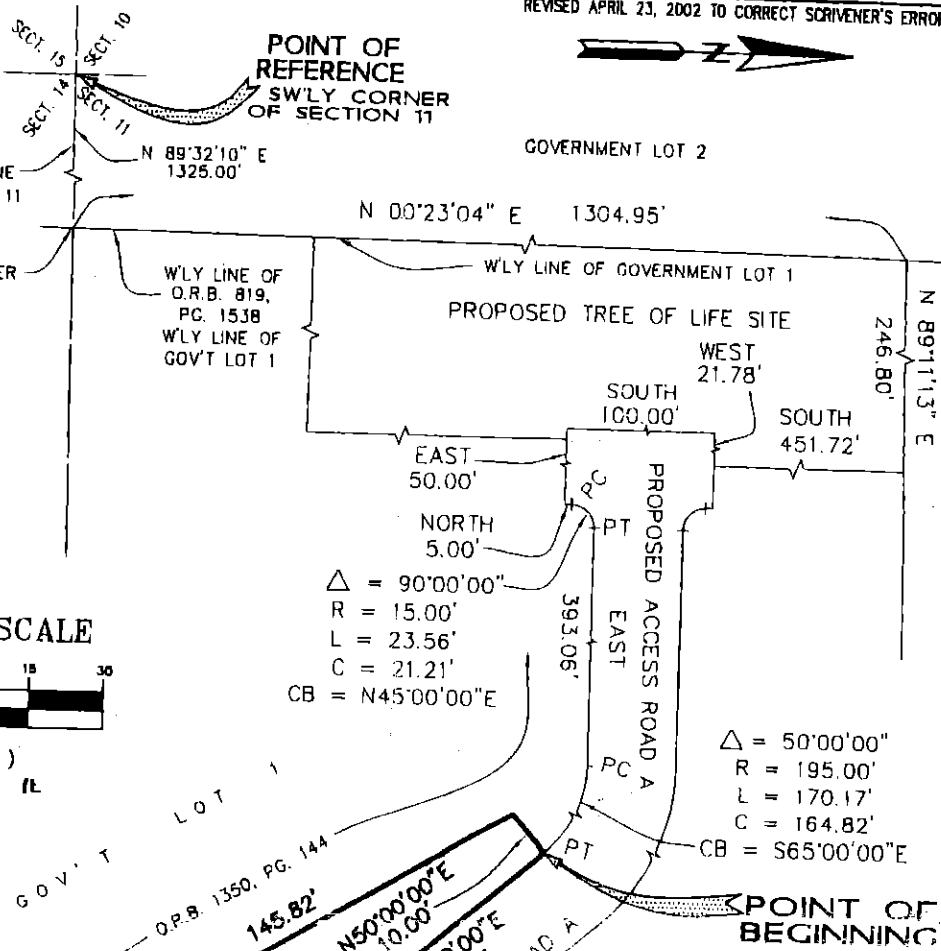 REVISED APRIL 23, 2002 TO CORRECT SCRIVENER'S ERROR
SECT. 15
SECT. 10
SECT. 14
SECT. 11
POINT OF
REFERENCE
SW'LY CORNER
OF SECTION 11
Z
N 89°32'10" E
1325.00'
11
GOVERNMENT LOT 2
N 00°23'04" E 1304.95'
W'LY LINE OF
O.R.B. 819,
PG. 1538
W'LY LINE OF
GOV'T LOT 1
W'LY LINE OF GOVERNMENT LOT 1
PROPOSED TREE OF LIFE SITE
N 89°11'13" E
246.80'
WEST
21.78'
SOUTH
100.00'
SOUTH
451.72'
EAST
50.00'
PC
NORTH
5.00'
PT
PROPOSED ACCESS ROAD A
EAST
393.06'
△ = 90°00'00"
R = 15.00'
L = 23.56'
C = 21.21'
CB = N45°00'00"E
SCALE
15 30
)
ft.
PC
△ = 50°00'00"
R = 195.00'
L = 170.17'
C = 164.82'
CB = S65°00'00"E
PT
GOV'T LOT 1
O.R.B. 1350, PG. 144
145.82'
N50°00'00"E
10.00'
POINT OF
BEGINNING